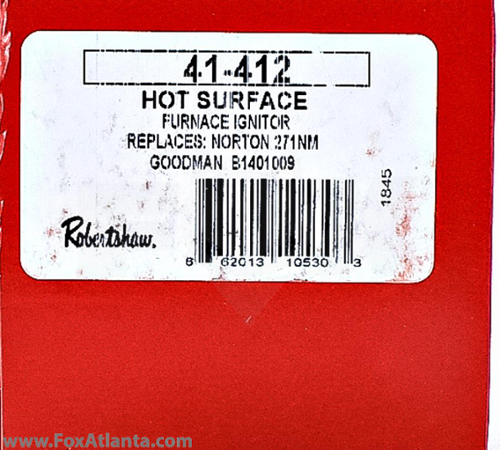 41-412
HOT SURFACE
FURNACE IGNITOR
REPLACES: NORTON 271NM
GOODMAN B1401009
1845
Robertshaw.
8 62013 10530 3
www.FoxAtlanta.com